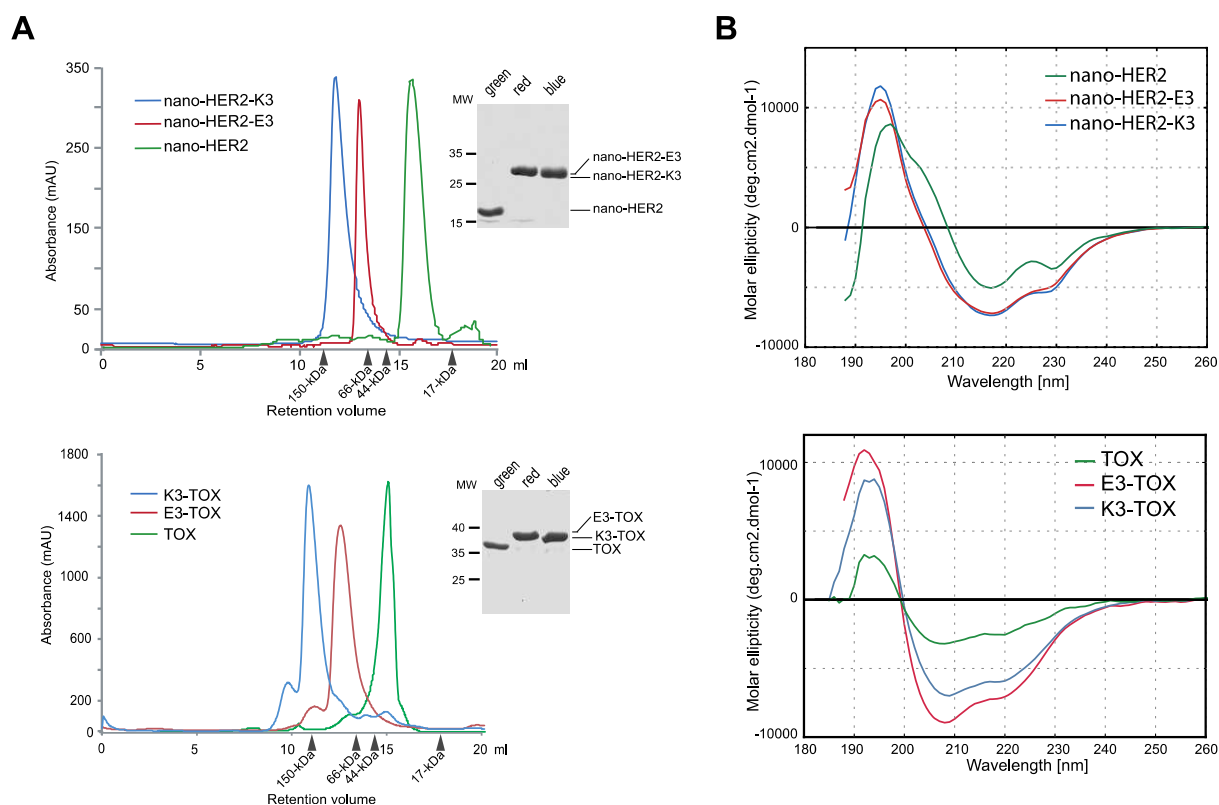 A
350
300
250
200
150
100
50
0
Absorbance (mAU)
nano-HER2-K3
nano-HER2-E3
nano-HER2
green
red
blue
MW
35
25
15
nano-HER2-E3
nano-HER2-K3
nano-HER2
0
5
10
15
20
ml
150-kDa
66-kDa
44-kDa
17-kDa
Retention volume
1800
1400
1000
600
200
0
Absorbance (mAU)
K3-TOX
E3-TOX
TOX
green
red
blue
MW
40
35
25
E3-TOX
K3-TOX
TOX
0
5
10
15
20
ml
150-kDa
66-kDa
44-kDa
17-kDa
Retention volume
B
10000
0
-10000
Molar ellipticity (deg.cm2.dmol-1)
nano-HER2
nano-HER2-E3
nano-HER2-K3
180 190 200 210 220 230 240 250 260
Wavelength [nm]
10000
0
-10000
Molar ellipticity (deg.cm2.dmol-1)
TOX
E3-TOX
K3-TOX
180 190 200 210 220 230 240 250 260
Wavelength [nm]